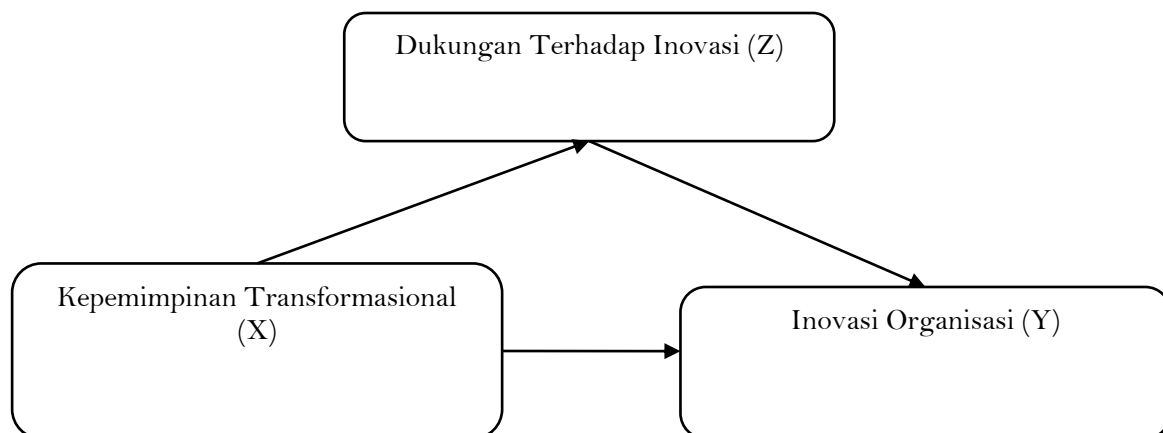 Dukungan Terhadap Inovasi (Z)
Kepemimpinan Transformasional
(X)
Inovasi Organisasi (Y)